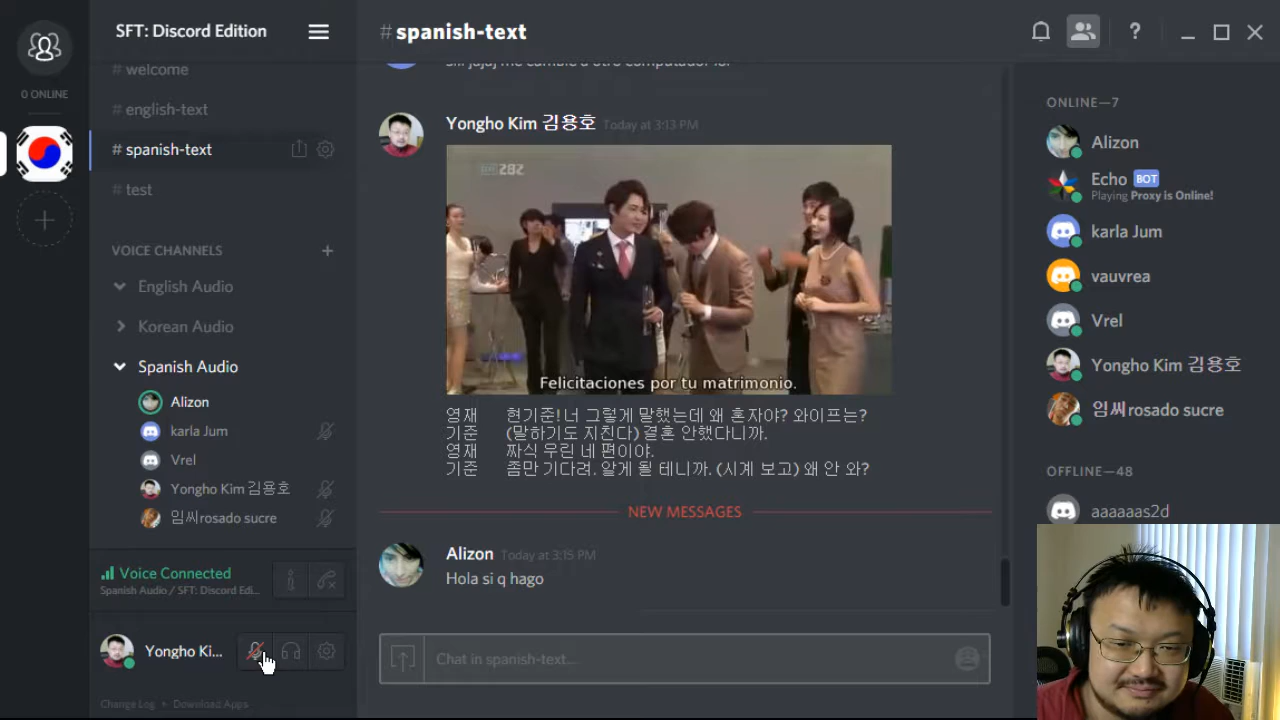 0 ONLINE
SFT: Discord Edition
# welcome
# english-text
# spanish-text
# test
VOICE CHANNELS
English Audio
Korean Audio
Spanish Audio
Alizon
karla Jum
Vrel
Yongho Kim 김용호
임씨rosado sucre
Voice Connected
Spanish Audio / SFT: Discord Edi...
Yongho Ki...
Change Log • Download Apps
# spanish-text
Yongho Kim 김용호 Today at 3:13 PM
SBS
Felicitaciones por tu matrimonio.
영재 현기준! 너 그렇게 말했는데 왜 혼자야? 와이프는?
기준 (말하기도 지친다) 결혼 안했다니까.
영재 짜식 우린 네 편이야.
기준 좀만 기다려. 알게 될 테니까. (시계 보고) 왜 안 와?
NEW MESSAGES
Alizon Today at 3:15 PM
Hola si q hago
Chat in spanish-text...
?
ONLINE—7
Alizon
Echo BOT
Playing Proxy is Online!
karla Jum
vauvrea
Vrel
Yongho Kim 김용호
임씨rosado sucre
OFFLINE—48
aaaaaas2d